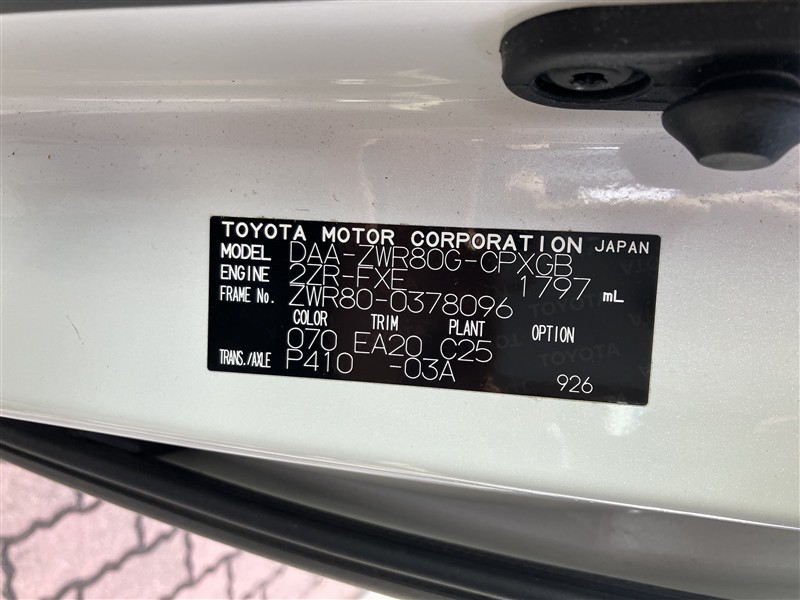 TOYOTA MOTOR CORPORATION JAPAN
MODEL DAA-ZWR80G-CPXGB
ENGINE 2ZR-FXE 1797 mL
FRAME No. ZWR80-0378096
COLOR TRIM PLANT OPTION
070 EA20 C25
TRANS./AXLE P410 -03A
926